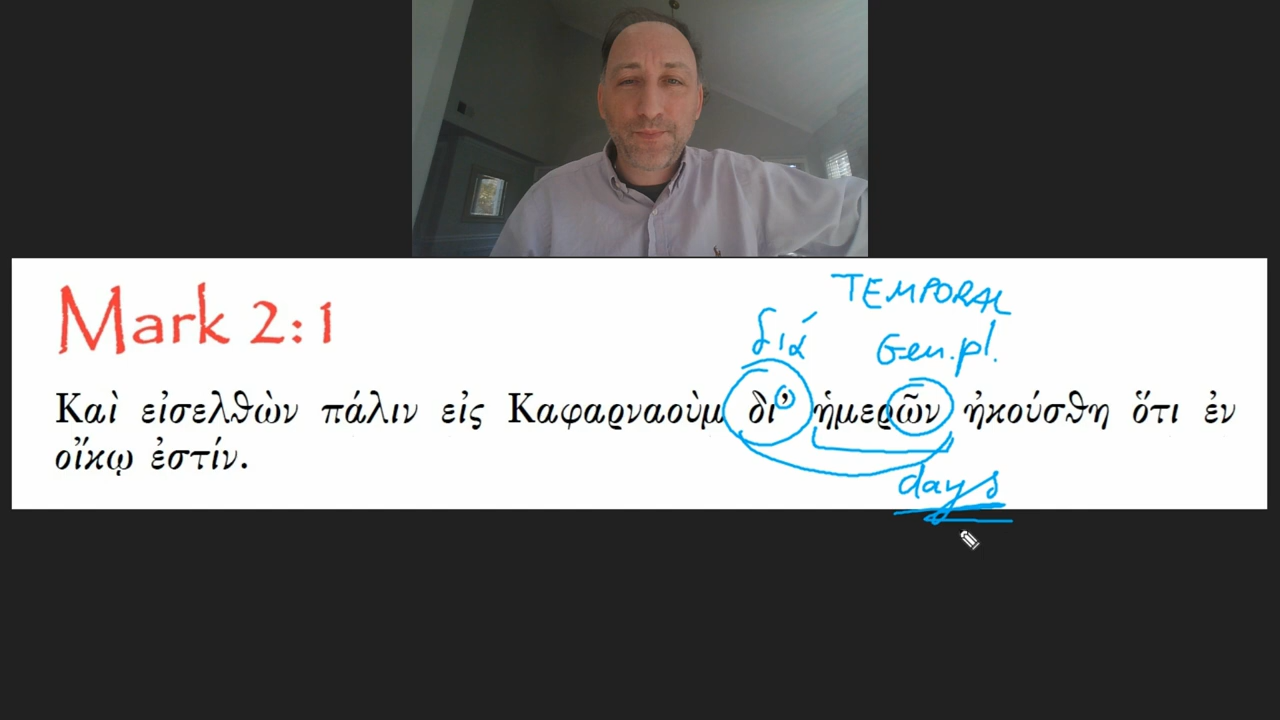 Mark 2:1
TEMPORAL
διά Gen. pl.
Καὶ εἰσελθὼν πάλιν εἰς Καφαρναοὺμ δι’ ἡμερῶν ἠκούσθη ὅτι ἐν
οἴκῳ ἐστίν.
days